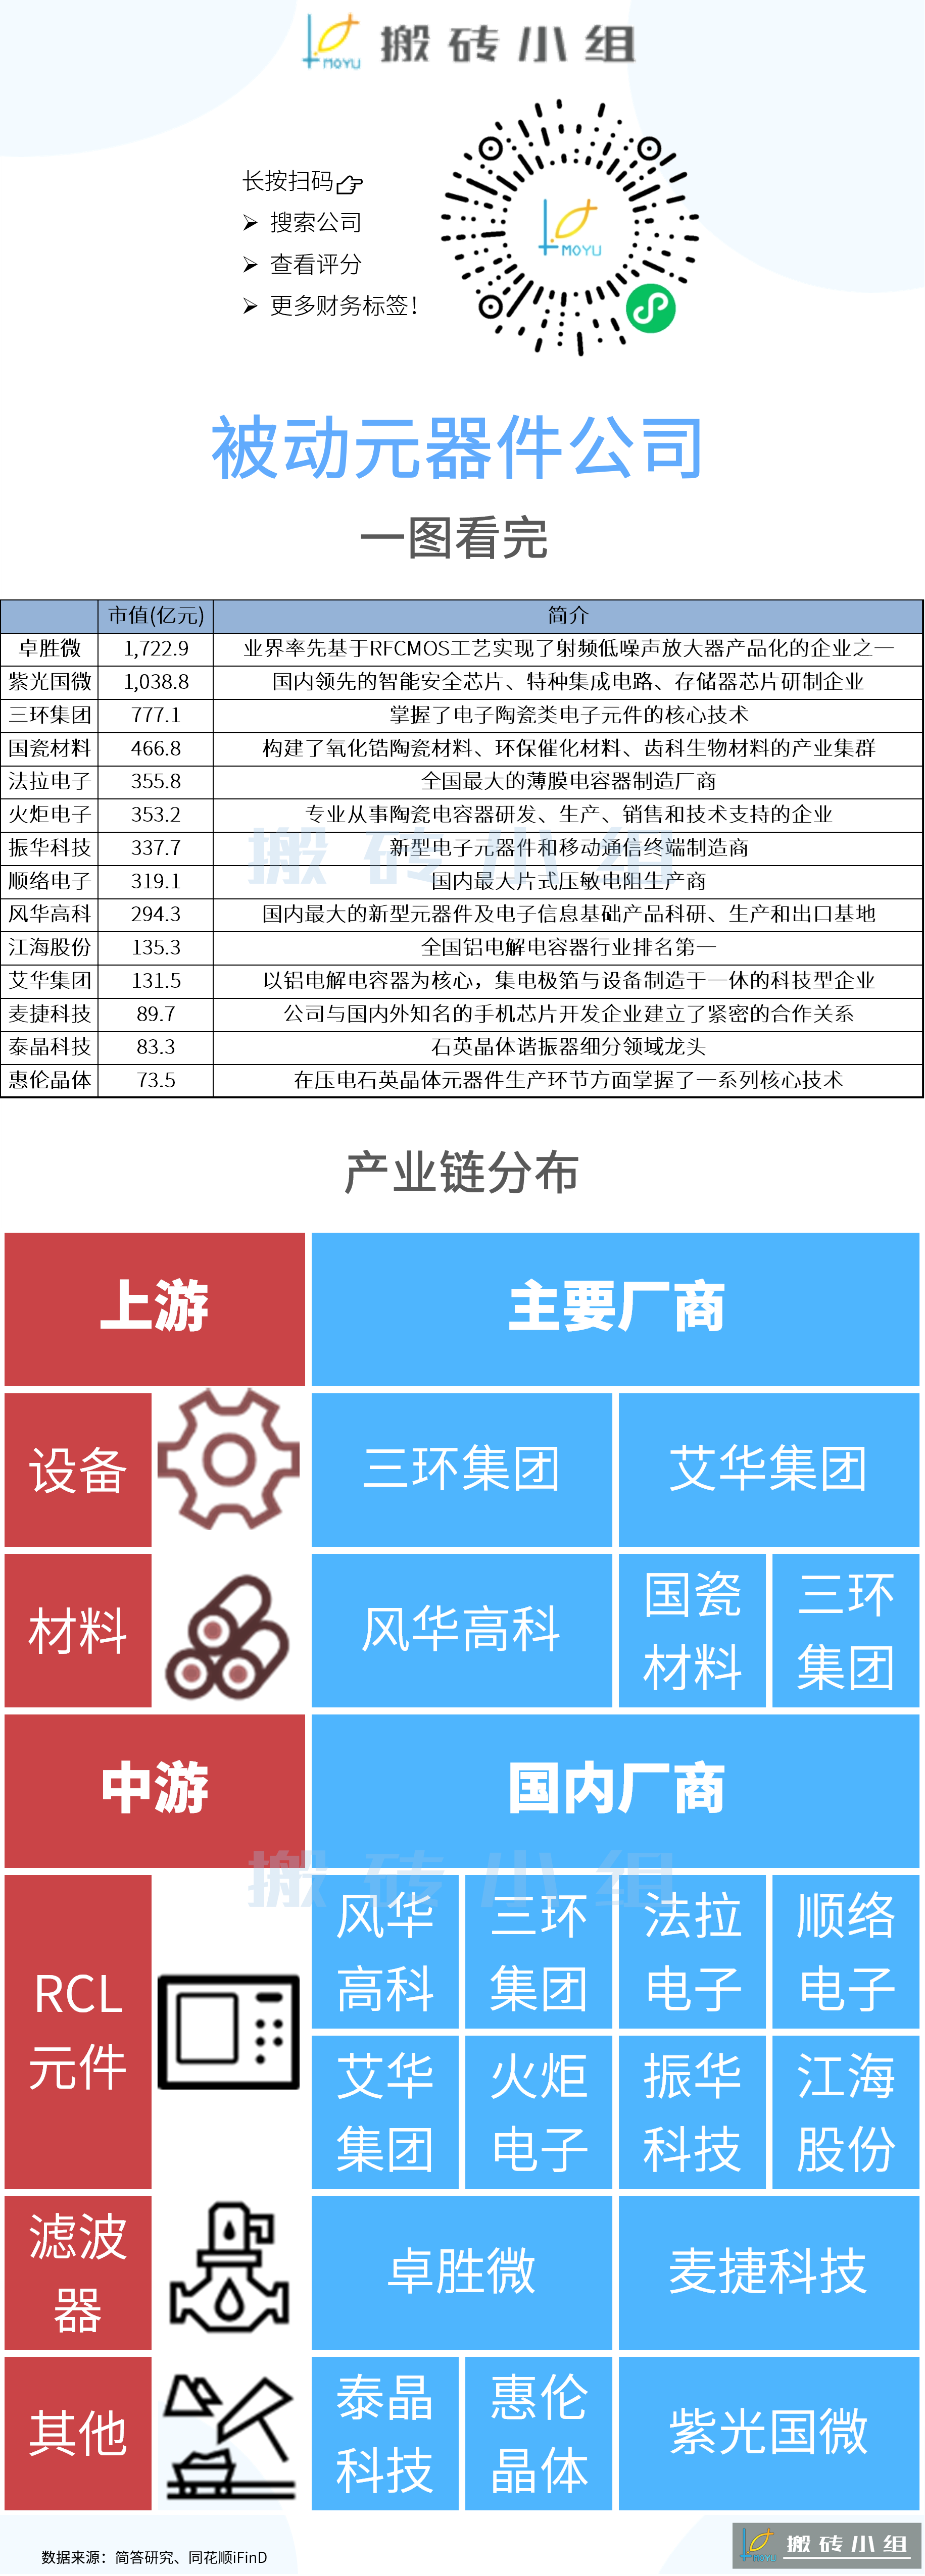 MOYU 搬砖小组
长按扫码
➢ 搜索公司
➢ 查看评分
➢ 更多财务标签！
MOYU
被动元器件公司
一图看完
市值(亿元) 简介
卓胜微 1,722.9 业界率先基于RFCMOS工艺实现了射频低噪声放大器产品化的企业之一
紫光国微 1,038.8 国内领先的智能安全芯片、特种集成电路、存储器芯片研制企业
三环集团 777.1 掌握了电子陶瓷类电子元件的核心技术
国瓷材料 466.8 构建了氧化锆陶瓷材料、环保催化材料、齿科生物材料的产业集群
法拉电子 355.8 全国最大的薄膜电容器制造厂商
火炬电子 353.2 专业从事陶瓷电容器研发、生产、销售和技术支持的企业
振华科技 337.7 新型电子元器件和移动通信终端制造商
顺络电子 319.1 国内最大片式压敏电阻生产商
风华高科 294.3 国内最大的新型元器件及电子信息基础产品科研、生产和出口基地
江海股份 135.3 全国铝电解电容器行业排名第一
艾华集团 131.5 以铝电解电容器为核心，集电极箔与设备制造于一体的科技型企业
麦捷科技 89.7 公司与国内外知名的手机芯片开发企业建立了紧密的合作关系
泰晶科技 83.3 石英晶体谐振器细分领域龙头
惠伦晶体 73.5 在压电石英晶体元器件生产环节方面掌握了一系列核心技术
搬砖小组
产业链分布
上游 主要厂商
设备 三环集团 艾华集团
材料 风华高科 国瓷材料 三环集团
中游 国内厂商
搬砖小组
RCL元件 风华高科 三环集团 法拉电子 顺络电子
艾华集团 火炬电子 振华科技 江海股份
滤波器 卓胜微 麦捷科技
其他 泰晶科技 惠伦晶体 紫光国微
数据来源：简答研究、同花顺iFinD
MOYU 搬砖小组